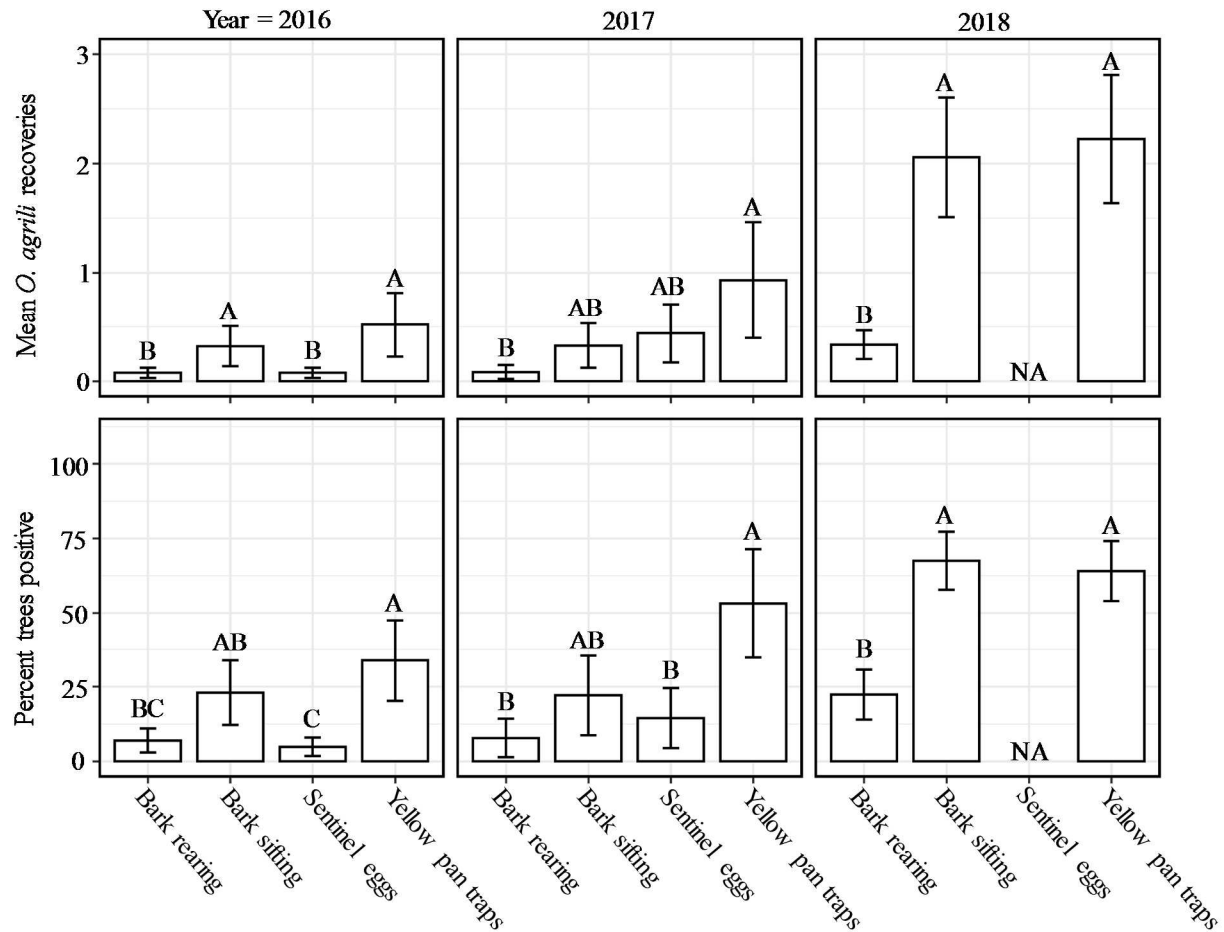 Year = 2016
2017
2018
Mean O. agrili recoveries
3
2
1
0
B
A
B
A
B
AB
AB
A
B
A
NA
A
Percent trees positive
100
75
50
25
0
BC
AB
C
A
B
AB
B
A
B
A
NA
A
Bark rearing
Bark sifting
Sentinel eggs
Yellow pan traps
Bark rearing
Bark sifting
Sentinel eggs
Yellow pan traps
Bark rearing
Bark sifting
Sentinel eggs
Yellow pan traps